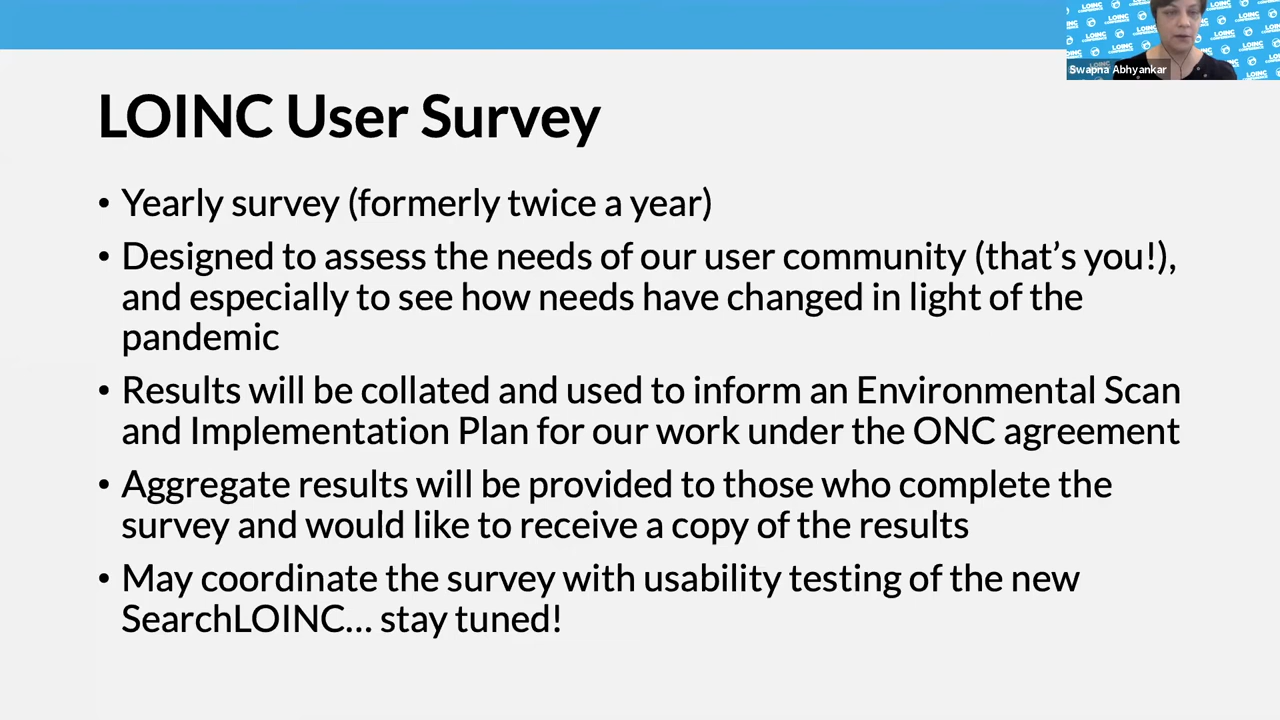 Swapna Abhyankar
LOINC User Survey
• Yearly survey (formerly twice a year)
• Designed to assess the needs of our user community (that's you!),
and especially to see how needs have changed in light of the
pandemic
• Results will be collated and used to inform an Environmental Scan
and Implementation Plan for our work under the ONC agreement
• Aggregate results will be provided to those who complete the
survey and would like to receive a copy of the results
• May coordinate the survey with usability testing of the new
SearchLOINC... stay tuned!